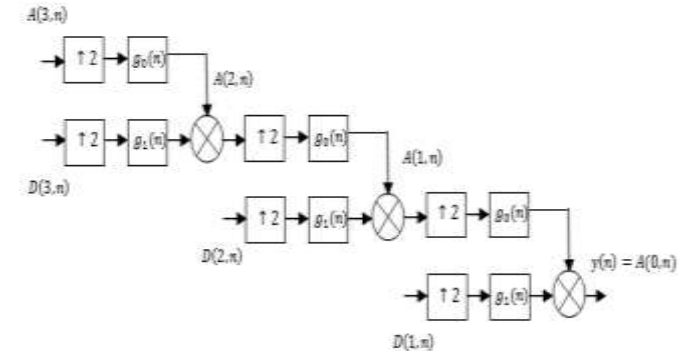 A(3,n)
↑2
g₀(n)
A(2,n)
↑2
g₁(n)
↑2
g₀(n)
A(1,n)
D(3,n)
↑2
g₁(n)
↑2
g₀(n)
D(2,n)
y(n) = A(0,n)
↑2
g₁(n)
D(1,n)